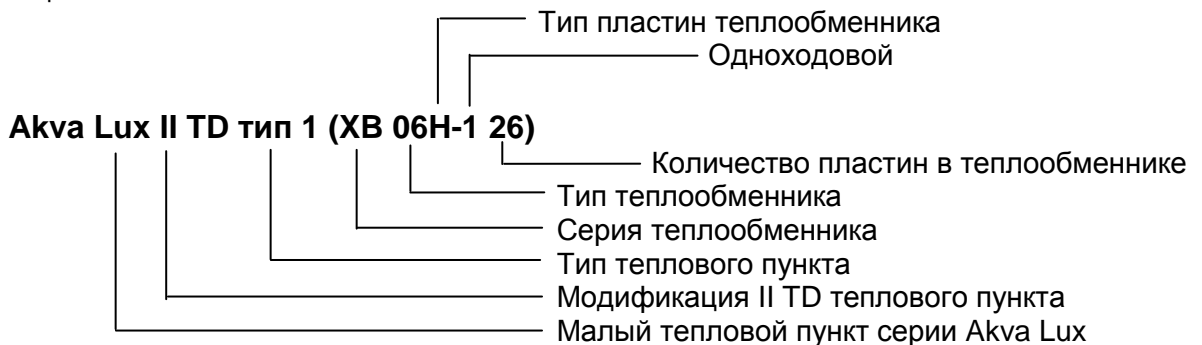 Тип пластин теплообменника
Одноходовой
Akva Lux II TD тип 1 (XB 06H-1 26)
Количество пластин в теплообменнике
Тип теплообменника
Серия теплообменника
Тип теплового пункта
Модификация II TD теплового пункта
Малый тепловой пункт серии Akva Lux